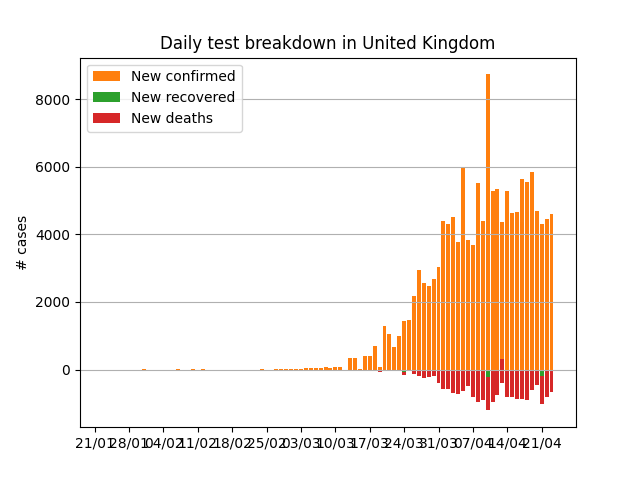 Daily test breakdown in United Kingdom
New confirmed
New recovered
New deaths
# cases
8000
6000
4000
2000
0
21/01 28/01 04/02 11/02 18/02 25/02 03/03 10/03 17/03 24/03 31/03 07/04 14/04 21/04